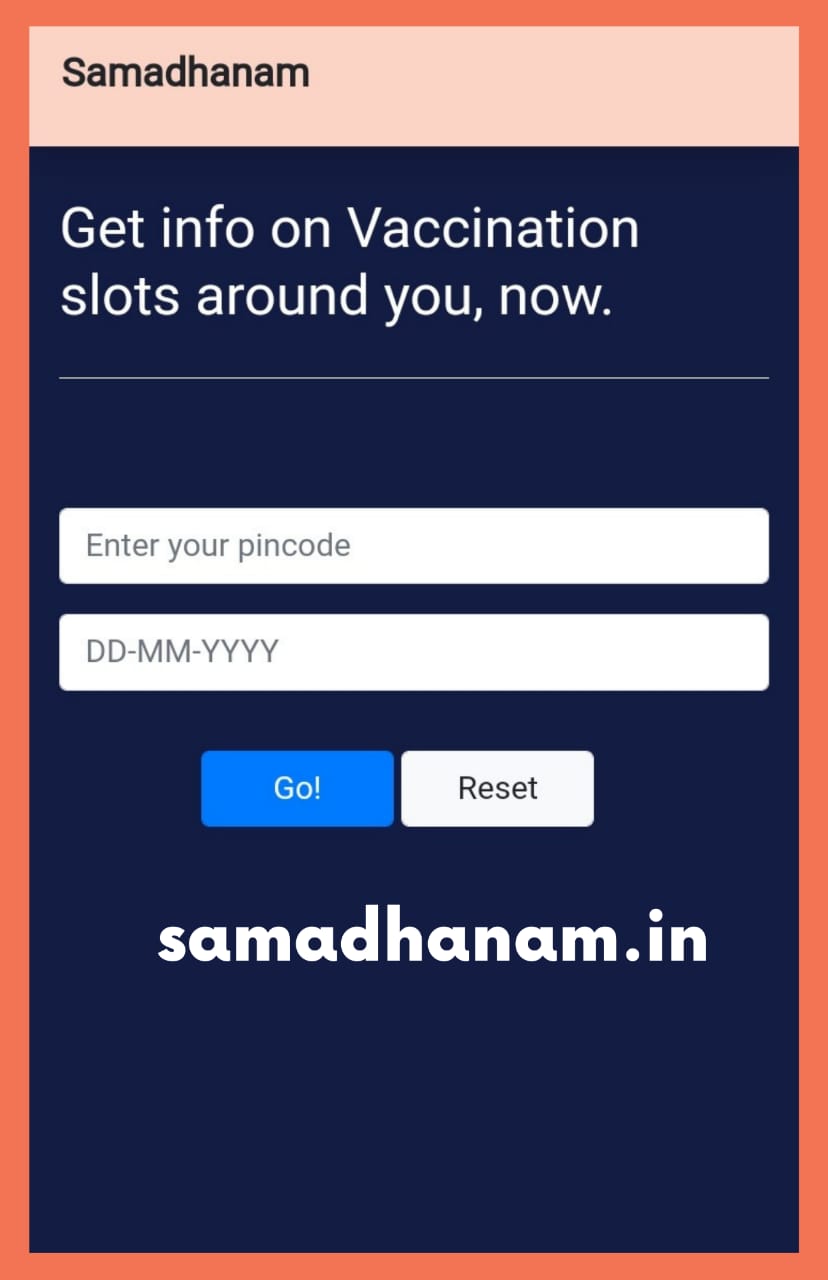 Samadhanam
Get info on Vaccination
slots around you, now.
Enter your pincode
DD-MM-YYYY
Go! Reset
samadhanam.in